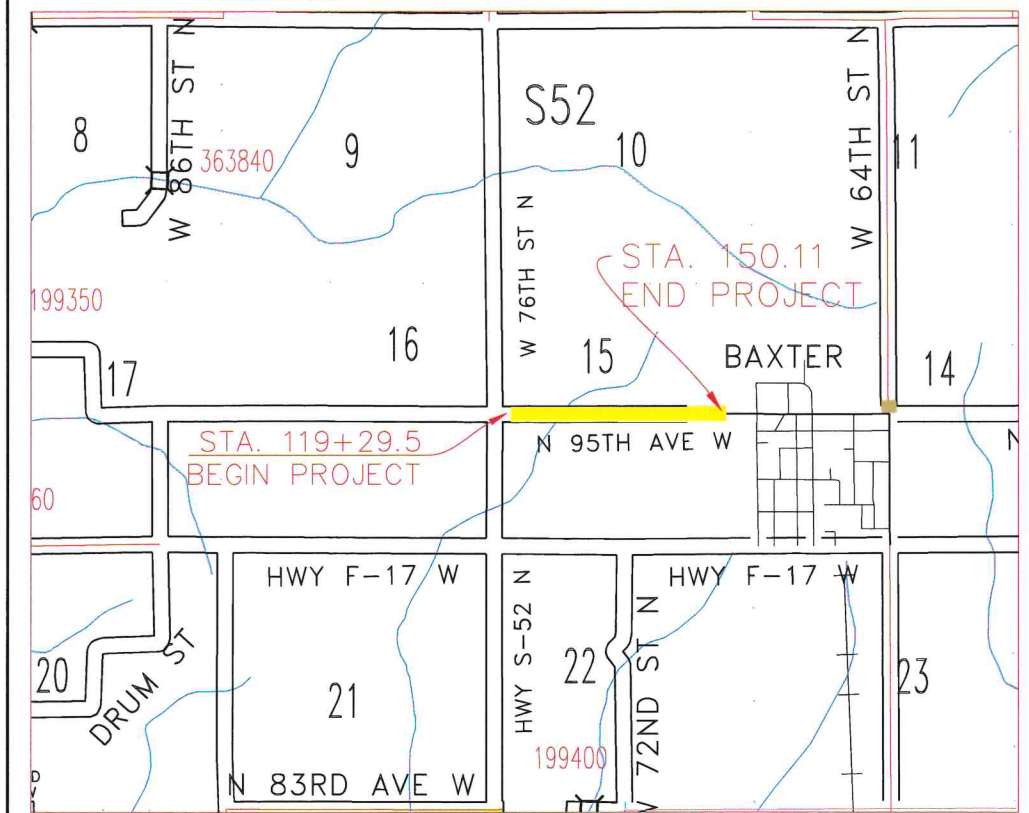 W 86TH ST N
W 64TH ST N
S52
8
9
10
11
363840
W 76TH ST N
STA. 150.11
END PROJECT
199350
16
15
BAXTER
17
14
STA. 119+29.5
BEGIN PROJECT
N 95TH AVE W
N
60
HWY F-17 W
HWY F-17 W
HWY S-52 N
72ND ST N
20
DRUM ST
21
22
23
199400
N 83RD AVE W